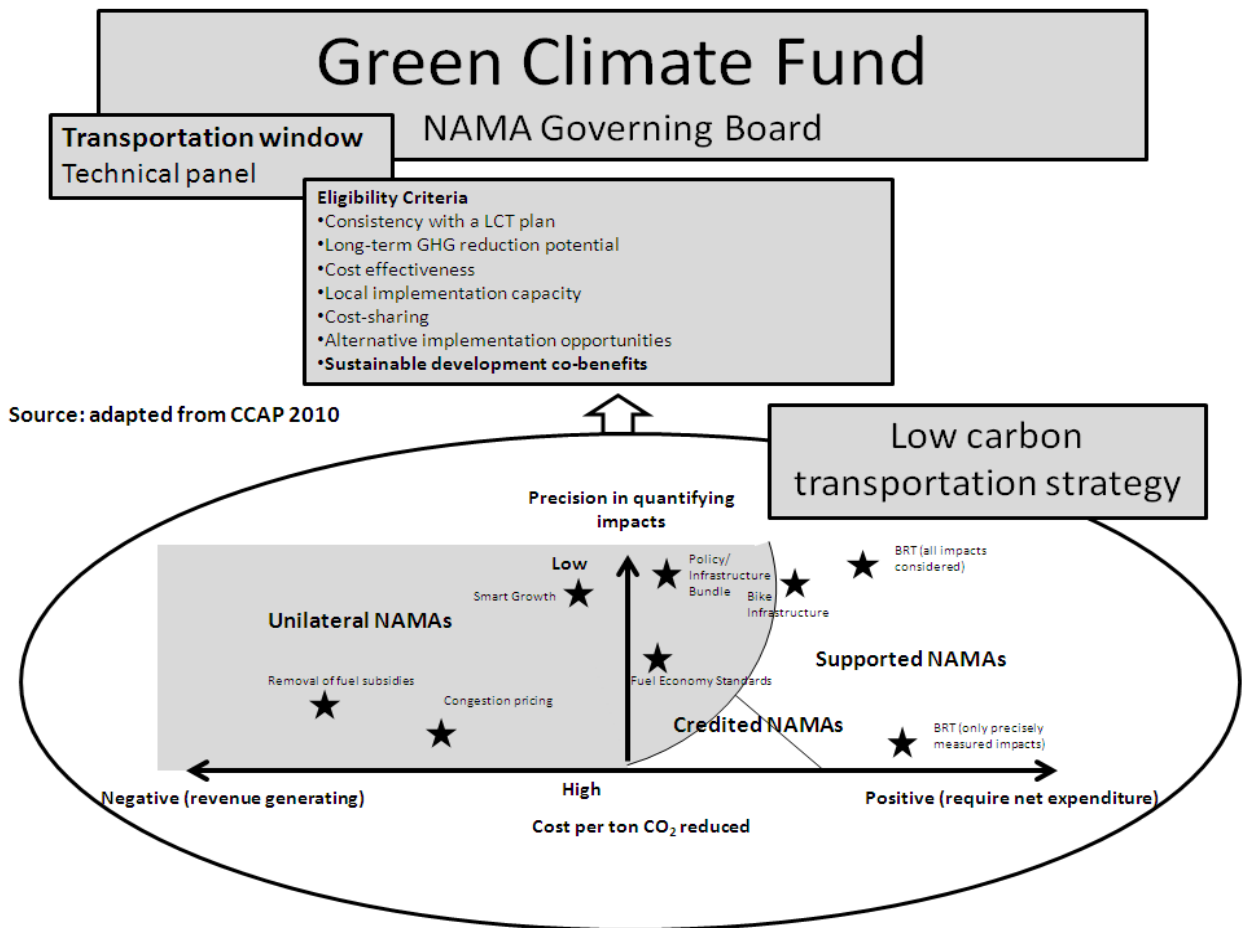 Green Climate Fund
NAMA Governing Board
Transportation window
Technical panel
Eligibility Criteria
•Consistency with a LCT plan
•Long-term GHG reduction potential
•Cost effectiveness
•Local implementation capacity
•Cost-sharing
•Alternative implementation opportunities
•Sustainable development co-benefits
Source: adapted from CCAP 2010
Low carbon
transportation strategy
Precision in quantifying
impacts
Low
Smart Growth
Policy/
Infrastructure
Bundle
Bike
Infrastructure
BRT (all impacts
considered)
Unilateral NAMAs
Supported NAMAs
Removal of fuel subsidies
Congestion pricing
Fuel Economy Standards
Credited NAMAs
BRT (only precisely
measured impacts)
Negative (revenue generating)
High
Positive (require net expenditure)
Cost per ton CO₂ reduced